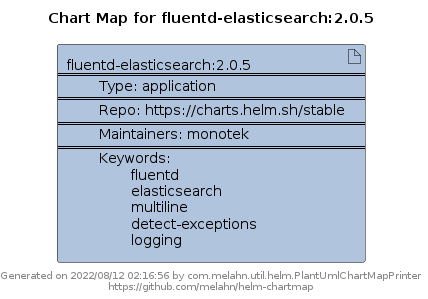 Chart Map for fluentd-elasticsearch:2.0.5
fluentd-elasticsearch:2.0.5
Type: application
Repo: https://charts.helm.sh/stable
Maintainers: monotek
Keywords:
fluentd
elasticsearch
multiline
detect-exceptions
logging
Generated on 2022/08/12 02:16:56 by com.melahn.util.helm.PlantUmlChartMapPrinter
https://github.com/melahn/helm-chartmap